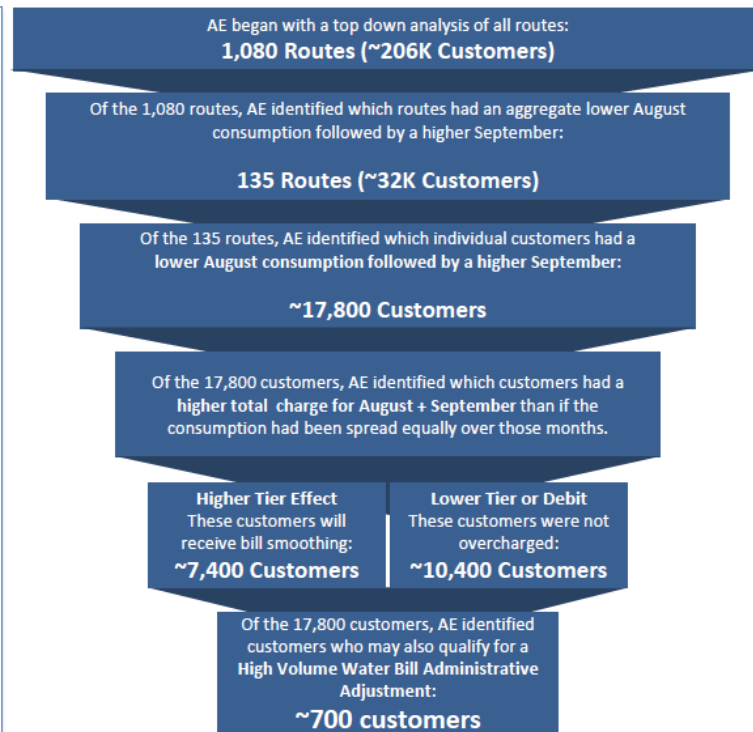 AE began with a top down analysis of all routes:
1,080 Routes (~206K Customers)
Of the 1,080 routes, AE identified which routes had an aggregate lower August
consumption followed by a higher September:
135 Routes (~32K Customers)
Of the 135 routes, AE identified which individual customers had a
lower August consumption followed by a higher September:
~17,800 Customers
Of the 17,800 customers, AE identified which customers had a
higher total charge for August + September than if the
consumption had been spread equally over those months.
Higher Tier Effect
These customers will
receive bill smoothing:
~7,400 Customers
Lower Tier or Debit
These customers were not
overcharged:
~10,400 Customers
Of the 17,800 customers, AE identified
customers who may also qualify for a
High Volume Water Bill Administrative
Adjustment:
~700 customers